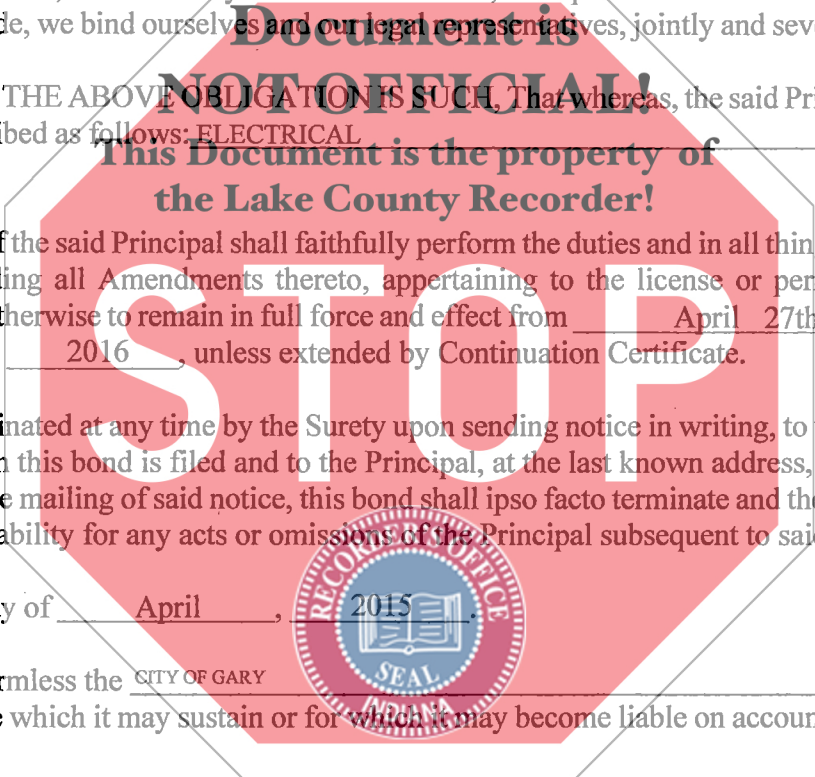 de, we bind ourselves and our legal representatives, jointly and seve
Document is
NOT OFFICIAL!
THE ABOVE OBLIGATION IS SUCH, That whereas, the said Pri
ibed as follows: ELECTRICAL
This Document is the property of
the Lake County Recorder!
f the said Principal shall faithfully perform the duties and in all thin
ing all Amendments thereto, appertaining to the license or per
therwise to remain in full force and effect from April 27th
2016 , unless extended by Continuation Certificate.
STOP
inated at any time by the Surety upon sending notice in writing, to
n this bond is filed and to the Principal, at the last known address,
e mailing of said notice, this bond shall ipso facto terminate and the
ability for any acts or omissions of the Principal subsequent to said
RECORDER'S OFFICE
SEAL
INDIANA
y of April , 2015 .
rmless the CITY OF GARY
e which it may sustain or for which it may become liable on accoun